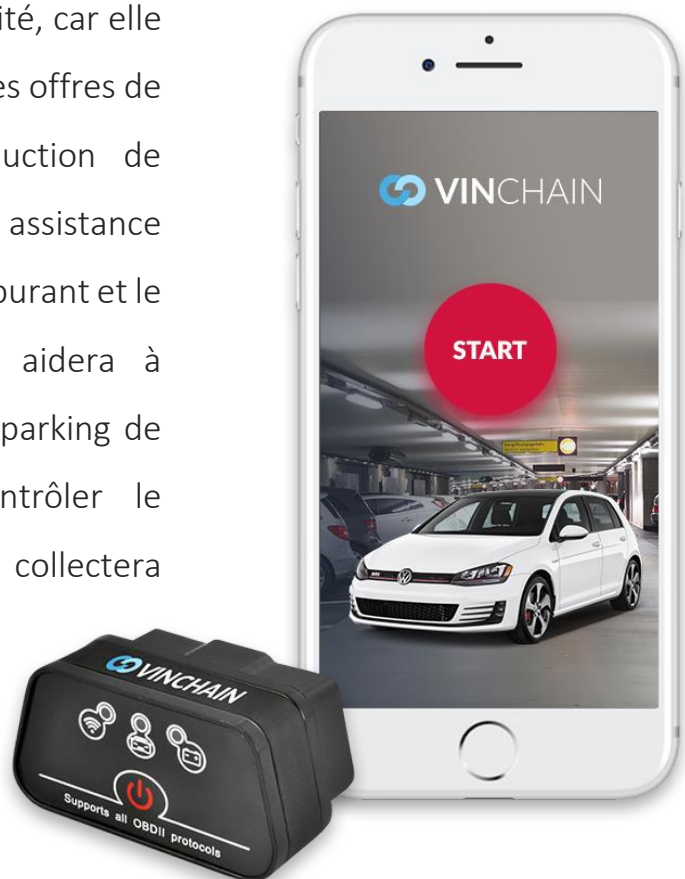 ité, car elle
es offres de
uction de
assistance
ourant et le
aidera à
parking de
ntrôler le
collectera
VINCHAIN
START
VINCHAIN
Supports all OBDII protocols